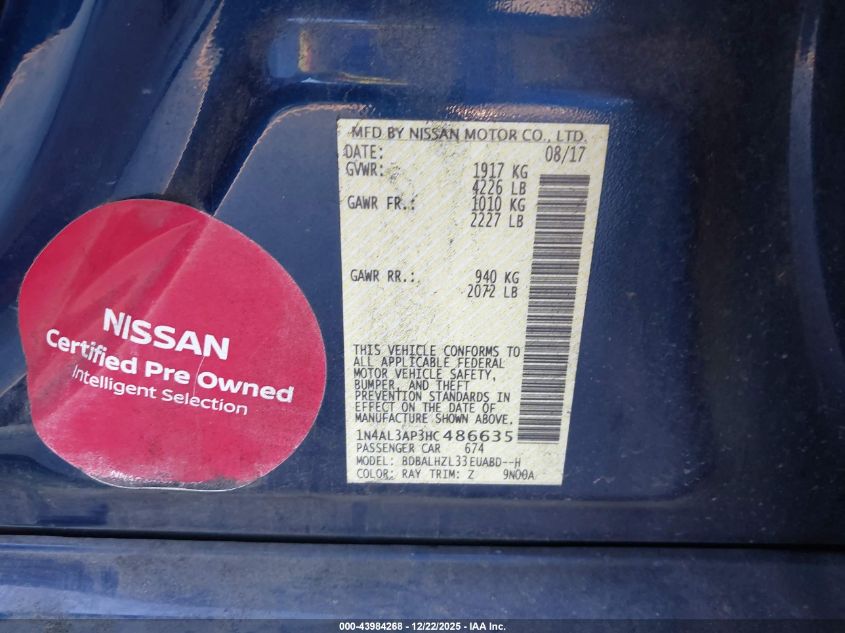 MFD BY NISSAN MOTOR CO., LTD.
DATE: 08/17
GVWR: 1917 KG
4226 LB
GAWR FR.: 1010 KG
2227 LB
GAWR RR.: 940 KG
2072 LB
THIS VEHICLE CONFORMS TO
ALL APPLICABLE FEDERAL
MOTOR VEHICLE SAFETY,
BUMPER, AND THEFT
PREVENTION STANDARDS IN
EFFECT ON THE DATE OF
MANUFACTURE SHOWN ABOVE.
1N4AL3AP3HC486635
PASSENGER CAR 674
MODEL: BDBALHZL33EUABD--H
COLOR: RAY TRIM: Z 9N00A
NISSAN
Certified Pre Owned
Intelligent Selection
000-43984268 • 12/22/2025 • IAA Inc.